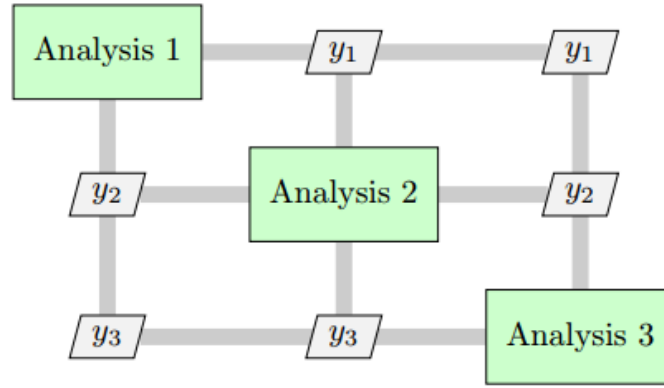 Analysis 1 y₁ y₁
y₂ Analysis 2 y₂
y₃ y₃ Analysis 3